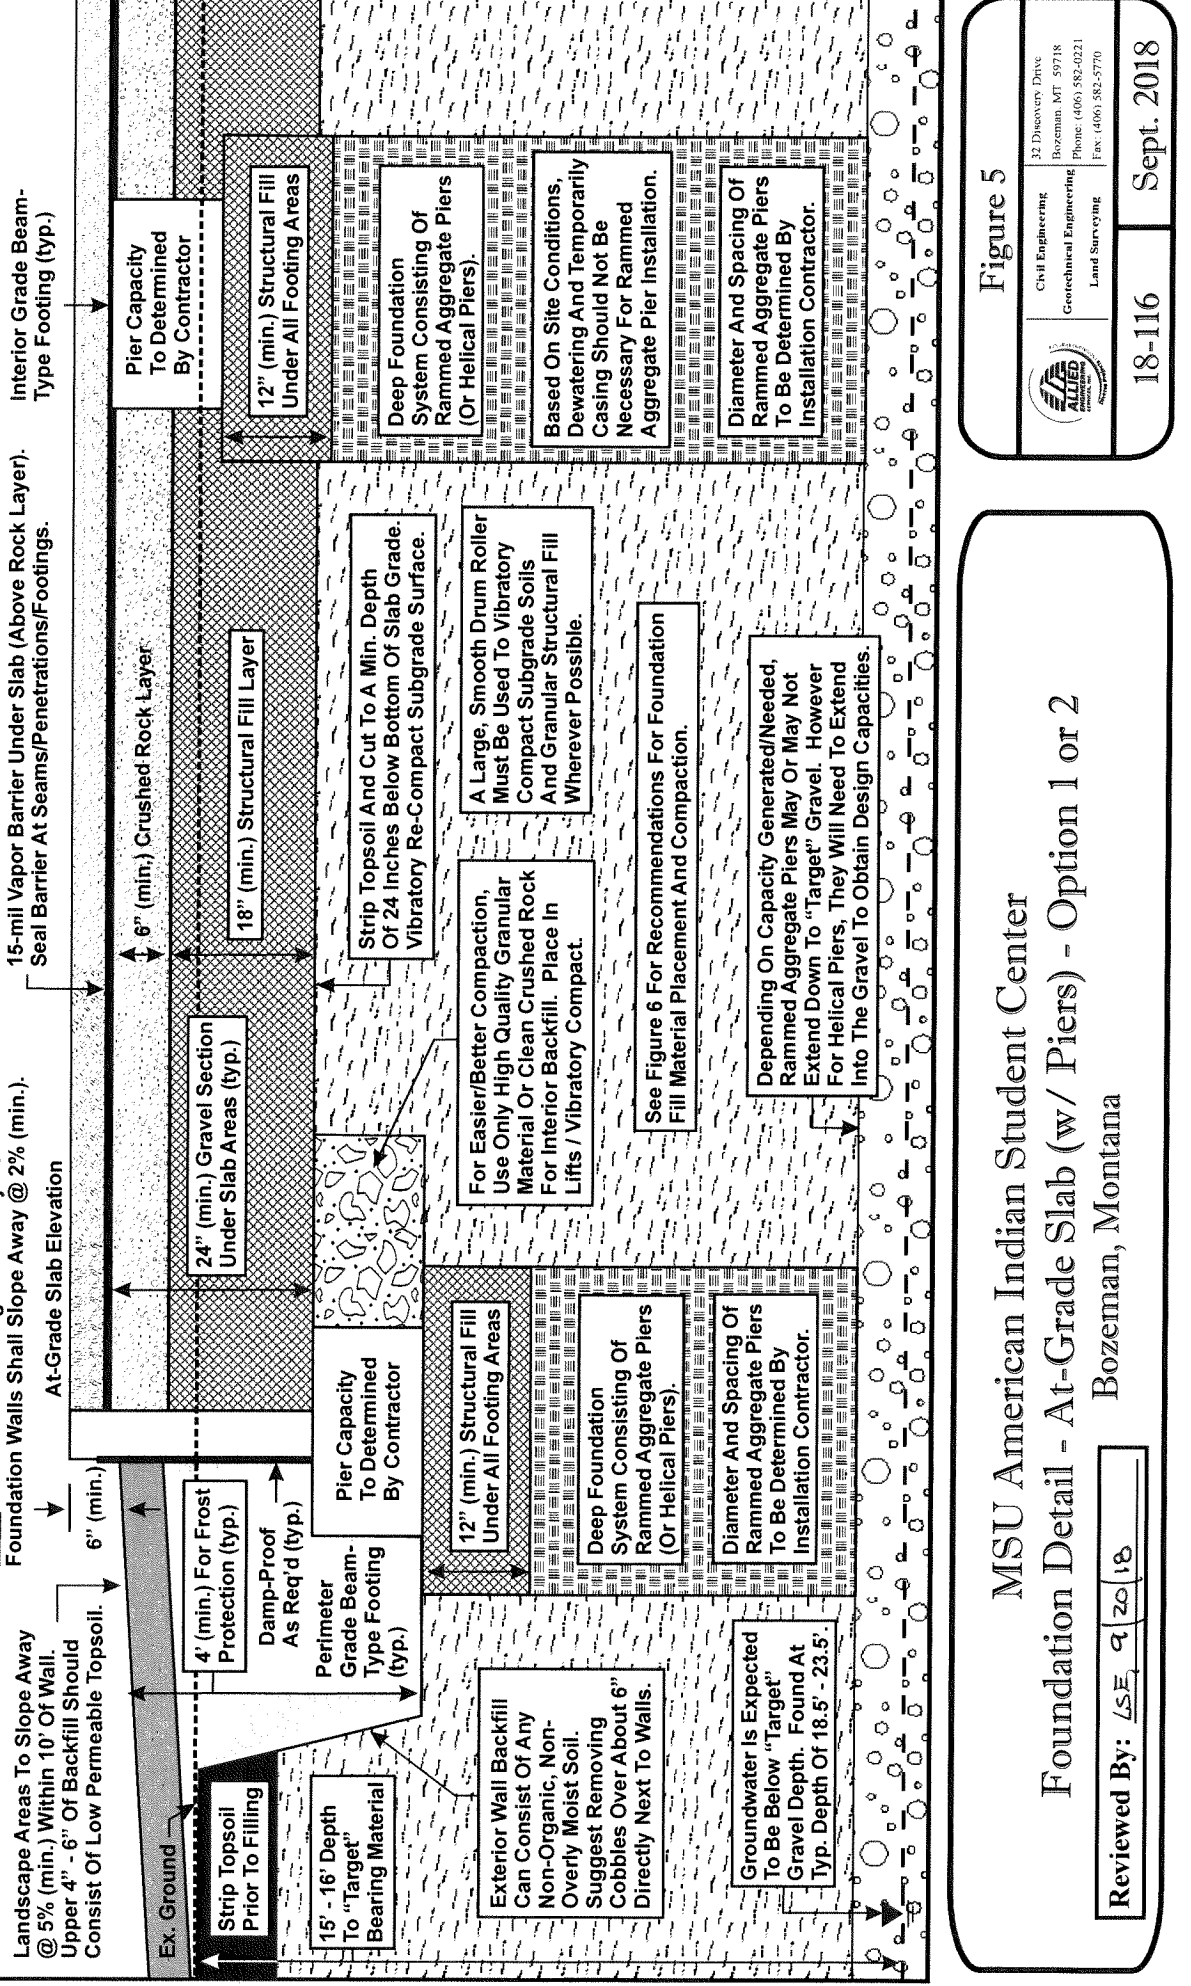 Landscape Areas To Slope Away
@ 5% (min.) Within 10' Of Wall.
Upper 4" - 6" Of Backfill Should
Consist Of Low Permeable Topsoil.
Foundation Walls Shall Slope Away @ 2% (min.).
6" (min.)
At-Grade Slab Elevation
15-mil Vapor Barrier Under Slab (Above Rock Layer).
Seal Barrier At Seams/Penetrations/Footings.
Interior Grade Beam-
Type Footing (typ.)
Ex. Ground
Strip Topsoil
Prior To Filling
4' (min.) For Frost
Protection (typ.)
Damp-Proof
As Req'd (typ.)
Perimeter
Grade Beam-
Type Footing
(typ.)
15' - 16' Depth
To "Target"
Bearing Material
Exterior Wall Backfill
Can Consist Of Any
Non-Organic, Non-
Overly Moist Soil.
Suggest Removing
Cobbles Over About 6"
Directly Next To Walls.
Groundwater Is Expected
To Be Below "Target"
Gravel Depth. Found At
Typ. Depth Of 18.5' - 23.5'.
Pier Capacity
To Determined
By Contractor
12" (min.) Structural Fill
Under All Footing Areas
Deep Foundation
System Consisting Of
Rammed Aggregate Piers
(Or Helical Piers).
Diameter And Spacing Of
Rammed Aggregate Piers
To Be Determined By
Installation Contractor.
24" (min.) Gravel Section
Under Slab Areas (typ.)
6" (min.) Crushed Rock Layer
18" (min.) Structural Fill Layer
Strip Topsoil And Cut To A Min. Depth
Of 24 Inches Below Bottom Of Slab Grade.
Vibratory Re-Compact Subgrade Surface.
For Easier/Better Compaction,
Use Only High Quality Granular
Material Or Clean Crushed Rock
For Interior Backfill. Place In
Lifts / Vibratory Compact.
A Large, Smooth Drum Roller
Must Be Used To Vibratory
Compact Subgrade Soils
And Granular Structural Fill
Wherever Possible.
See Figure 6 For Recommendations For Foundation
Fill Material Placement And Compaction.
Depending On Capacity Generated/Needed,
Rammed Aggregate Piers May Or May Not
Extend Down To "Target" Gravel. However
For Helical Piers, They Will Need To Extend
Into The Gravel To Obtain Design Capacities.
Pier Capacity
To Determined
By Contractor
12" (min.) Structural Fill
Under All Footing Areas
Deep Foundation
System Consisting Of
Rammed Aggregate Piers
(Or Helical Piers).
Based On Site Conditions,
Dewatering And Temporarily
Casing Should Not Be
Necessary For Rammed
Aggregate Pier Installation.
Diameter And Spacing Of
Rammed Aggregate Piers
To Be Determined By
Installation Contractor.
MSU American Indian Student Center
Foundation Detail - At-Grade Slab (w/ Piers) - Option 1 or 2
Bozeman, Montana
Reviewed By: LSE 9/20/18
Figure 5
ALLIED
ENGINEERING
SERVICES, INC.
Civil Engineering
Geotechnical Engineering
Land Surveying
32 Discovery Drive
Bozeman, MT 59718
Phone: (406) 582-0221
Fax: (406) 582-5770
18-116
Sept. 2018